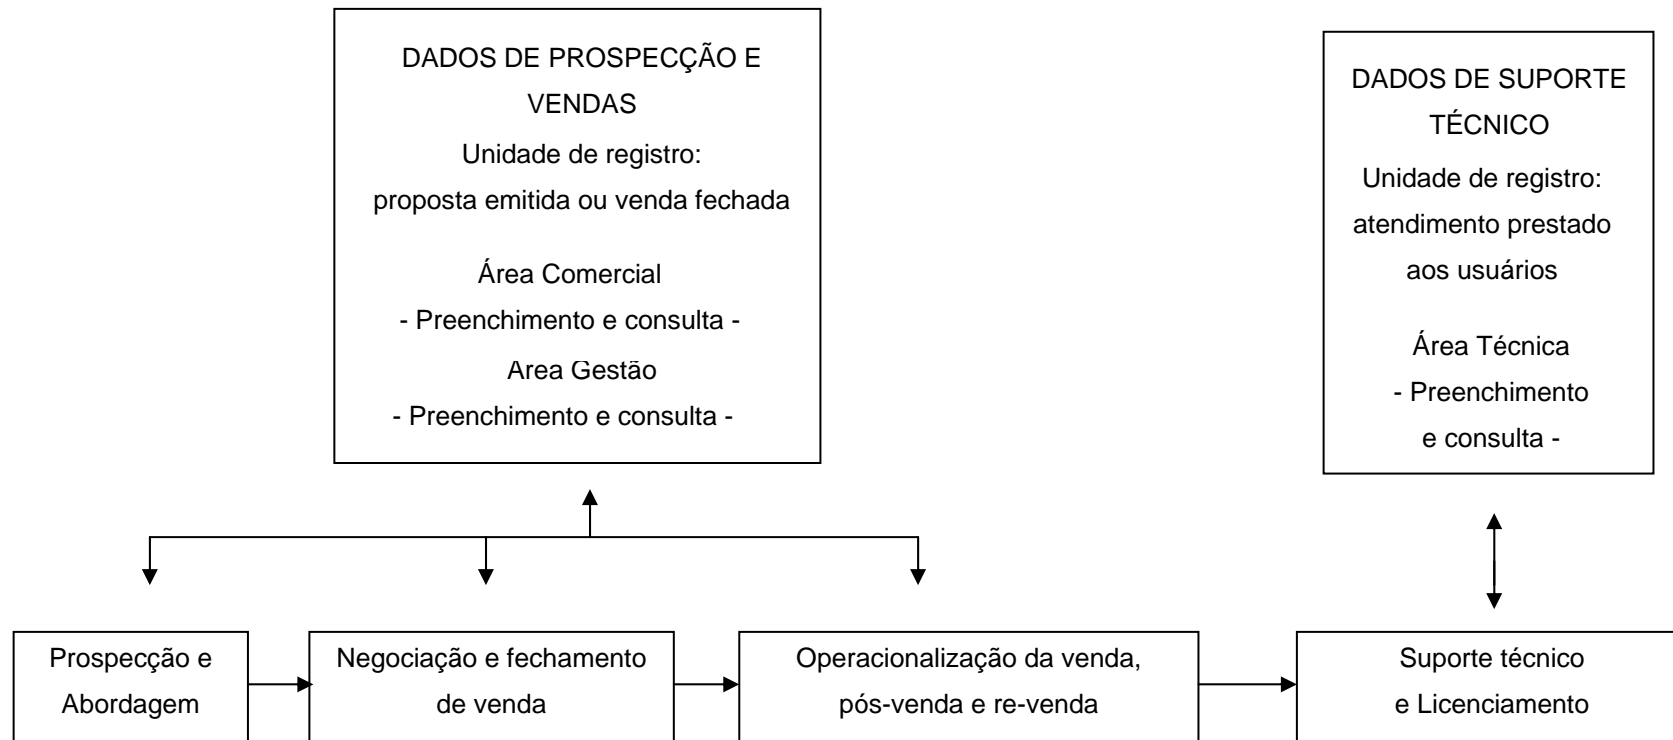 DADOS DE PROSPECÇÃO E
VENDAS
Unidade de registro:
proposta emitida ou venda fechada
Área Comercial
- Preenchimento e consulta -
Area Gestão
- Preenchimento e consulta -
DADOS DE SUPORTE
TÉCNICO
Unidade de registro:
atendimento prestado
aos usuários
Área Técnica
- Preenchimento
e consulta -
Prospecção e
Abordagem
Negociação e fechamento
de venda
Operacionalização da venda,
pós-venda e re-venda
Suporte técnico
e Licenciamento